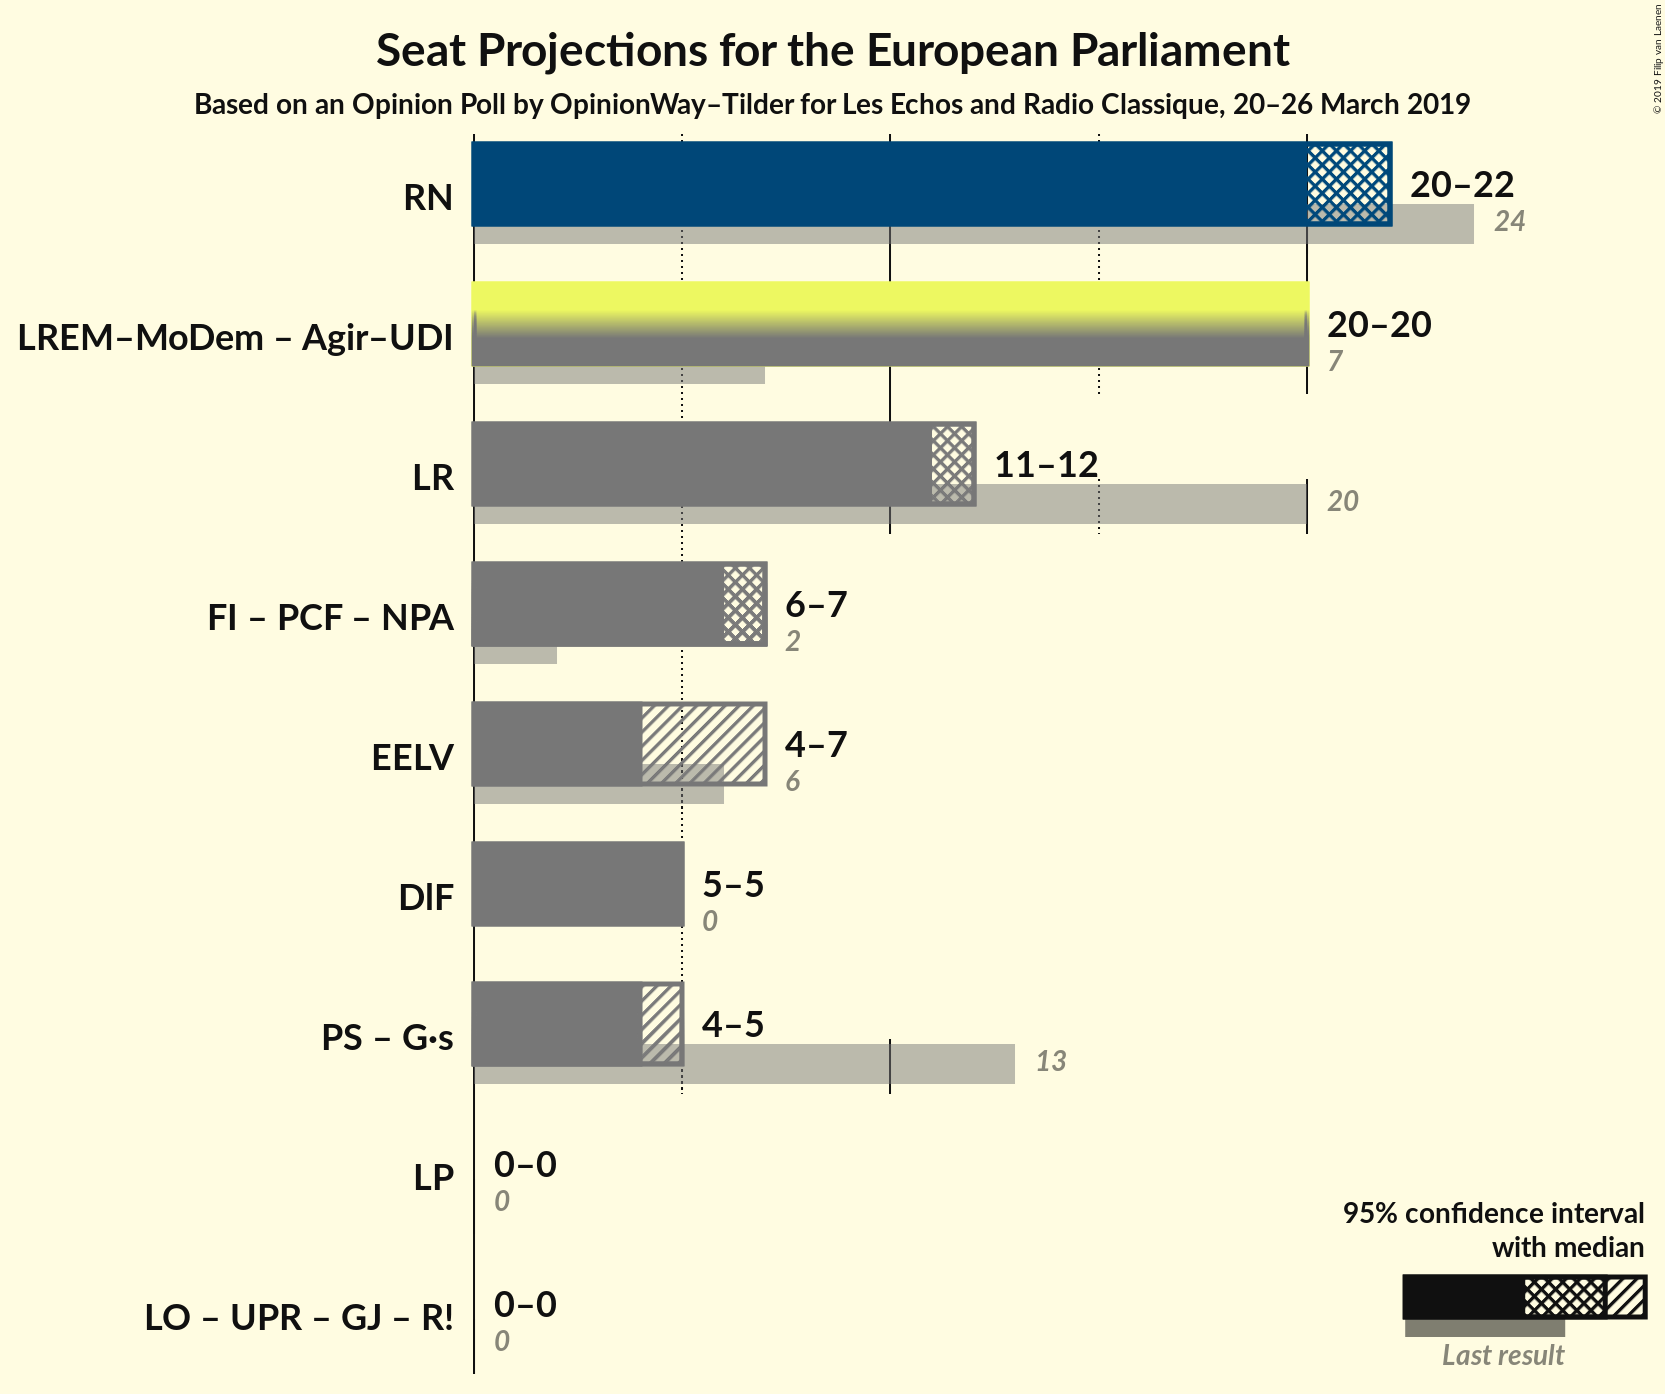 Seat Projections for the European Parliament
Based on an Opinion Poll by OpinionWay–Tilder for Les Echos and Radio Classique, 20–26 March 2019
© 2019 Filip van Laenen
RN
20–22
24
LREM–MoDem – Agir–UDI
20–20
7
LR
11–12
20
FI – PCF – NPA
6–7
2
EELV
4–7
6
DlF
5–5
0
PS – G·s
4–5
13
LP
0–0
0
LO – UPR – GJ – R!
0–0
0
95% confidence interval
with median
Last result